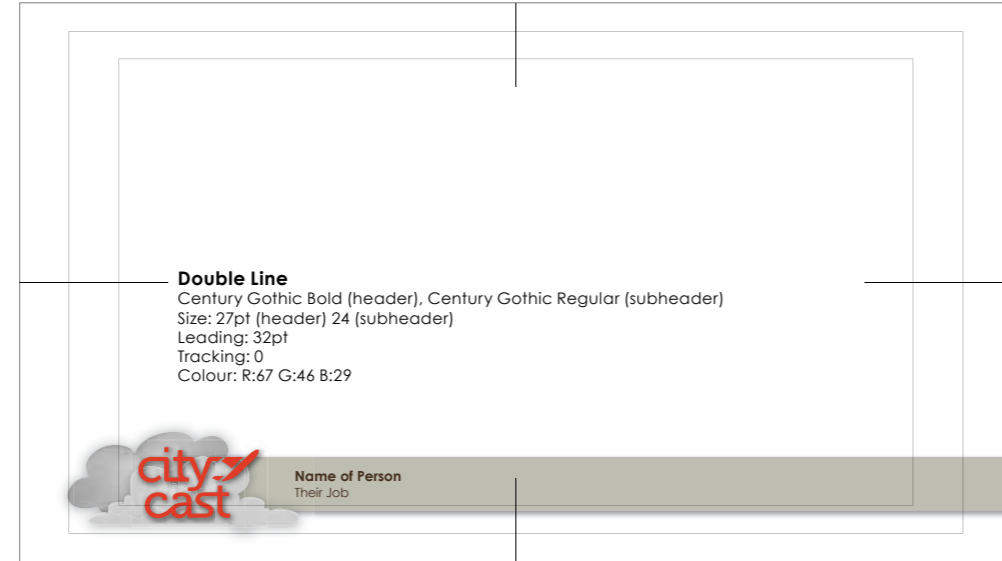 Double Line
Century Gothic Bold (header), Century Gothic Regular (subheader)
Size: 27pt (header) 24 (subheader)
Leading: 32pt
Tracking: 0
Colour: R:67 G:46 B:29
city
cast
Name of Person
Their Job